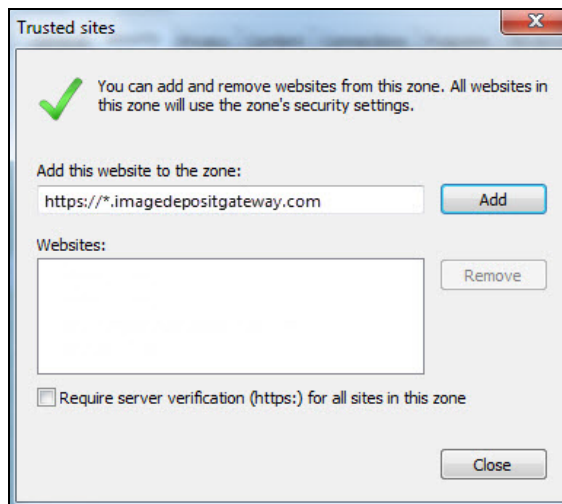 Trusted sites
You can add and remove websites from this zone. All websites in
this zone will use the zone's security settings.
Add this website to the zone:
https://*.imagedepositgateway.com
Add
Websites:
Remove
Require server verification (https:) for all sites in this zone
Close